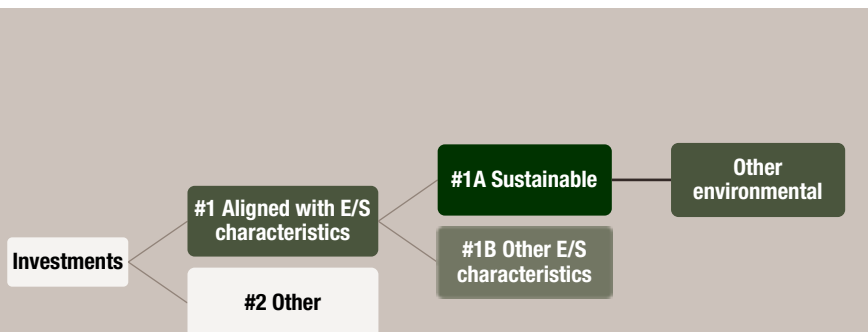 Investments
#1 Aligned with E/S
characteristics
#2 Other
#1A Sustainable
#1B Other E/S
characteristics
Other
environmental